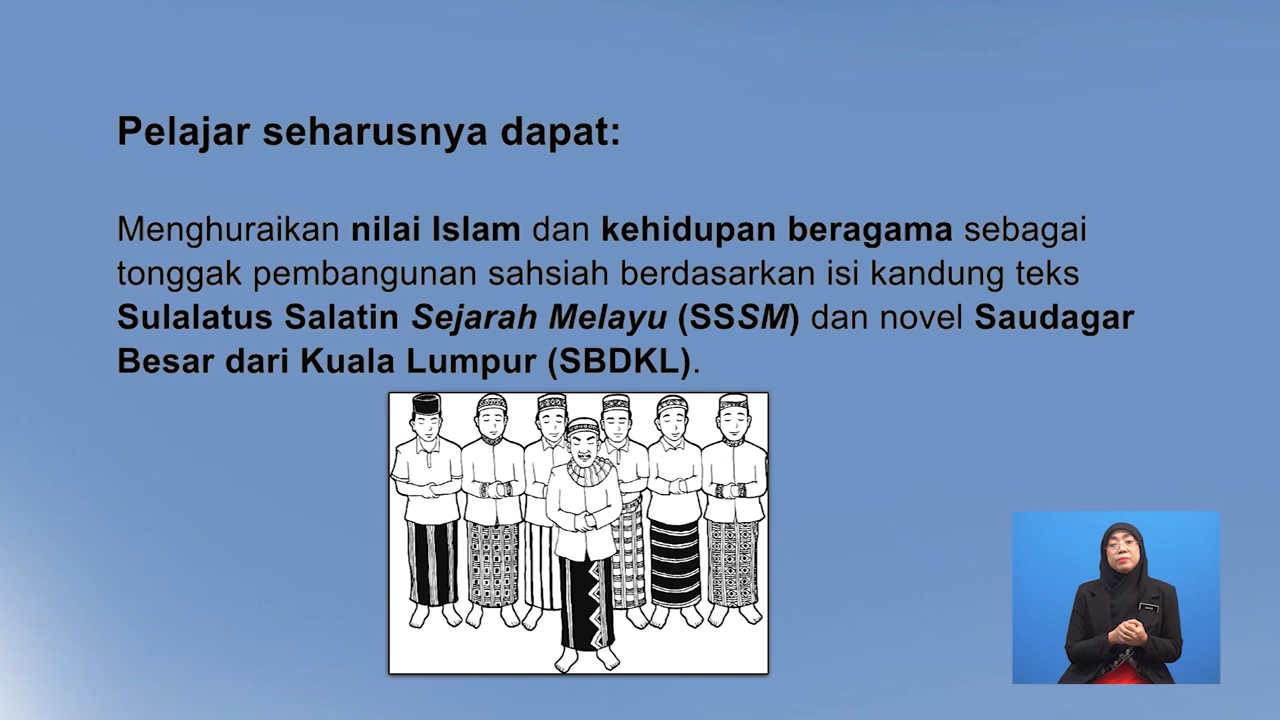 Pelajar seharusnya dapat:
Menghuraikan nilai Islam dan kehidupan beragama sebagai
tonggak pembangunan sahsiah berdasarkan isi kandung teks
Sulalatus Salatin Sejarah Melayu (SSSM) dan novel Saudagar
Besar dari Kuala Lumpur (SBDKL).